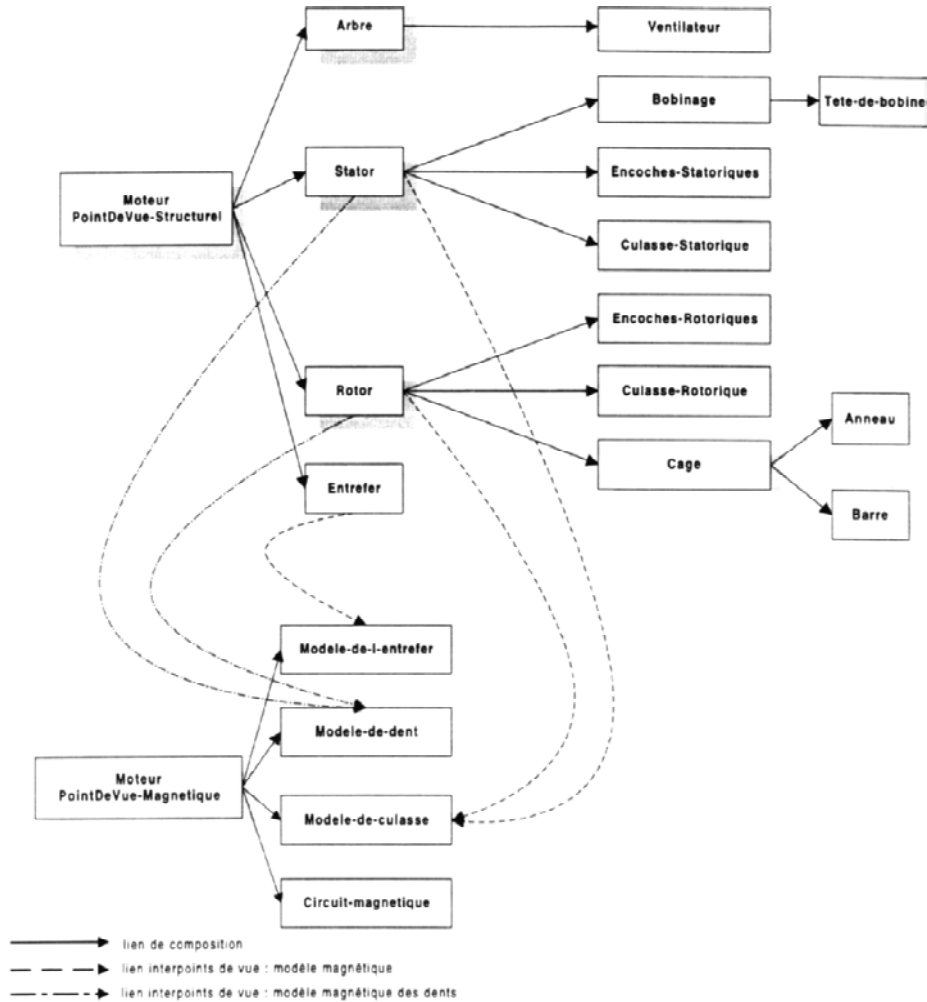 Arbre
Ventilateur
Bobinage
Tete-de-bobine
Stator
Encoches-Statoriques
Moteur
PointDeVue-Structurel
Culasse-Statorique
Encoches-Rotoriques
Rotor
Culasse-Rotorique
Anneau
Cage
Entrefer
Barre
Modele-de-l-entrefer
Modele-de-dent
Moteur
PointDeVue-Magnetique
Modele-de-culasse
Circuit-magnetique
lien de composition
lien interpoints de vue : modèle magnétique
lien interpoints de vue : modèle magnétique des dents